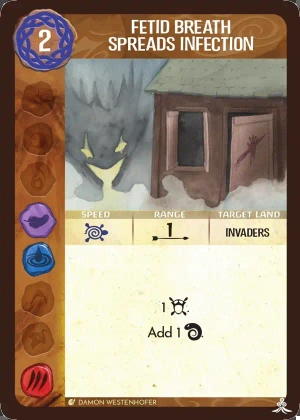 2
FETID BREATH
SPREADS INFECTION
SPEED
RANGE
TARGET LAND
1
INVADERS
1
Add 1
DAMON WESTENHOFER